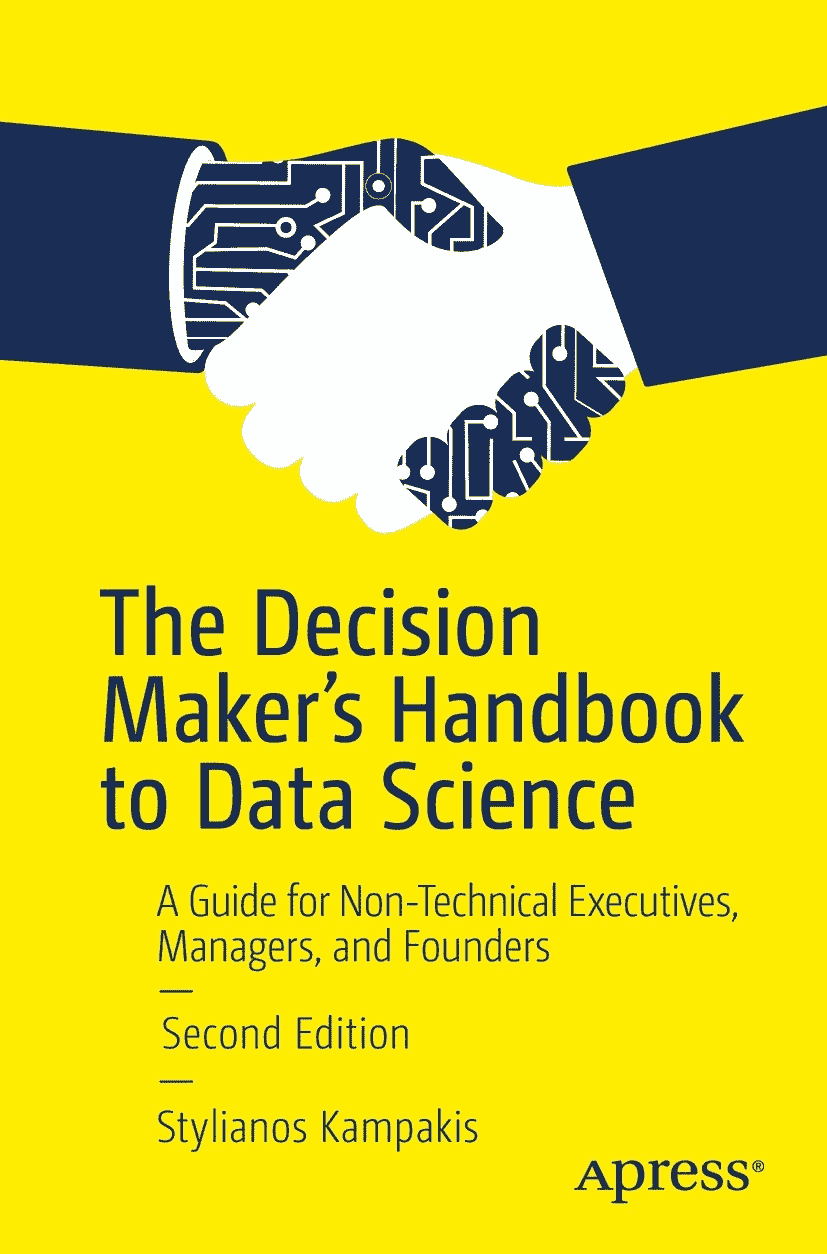 The Decision
Maker’s Handbook
to Data Science
A Guide for Non-Technical Executives,
Managers, and Founders
—
Second Edition
—
Stylianos Kampakis
Apress®